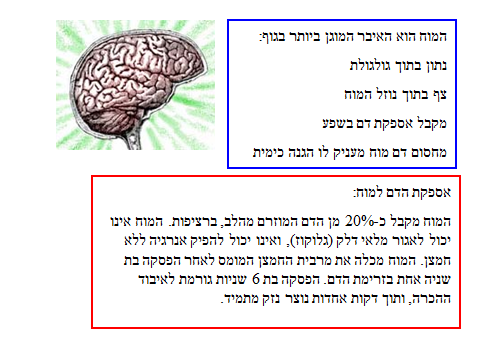 המוח הוא האיבר המוגן ביותר בגוף:
נתון בתוך גולגולת
צף בתוך נוזל המוח
מקבל אספקת דם בשפע
מחסום דם מוח מעניק לו הגנה כימית
אספקת הדם למוח:
המוח מקבל כ-20% מן הדם המוזרם מהלב, ברציפות. המוח אינו
יכול לאגור מלאי דלק (גלוקוז), ואינו יכול להפיק אנרגיה ללא
חמצן. המוח מכלה את מרבית החמצן המומס לאחר הפסקה בת
שניה אחת בזרימת הדם. הפסקה בת 6 שניות גורמת לאיבוד
ההכרה, ותוך דקות אחדות נוצר נזק מתמיד.